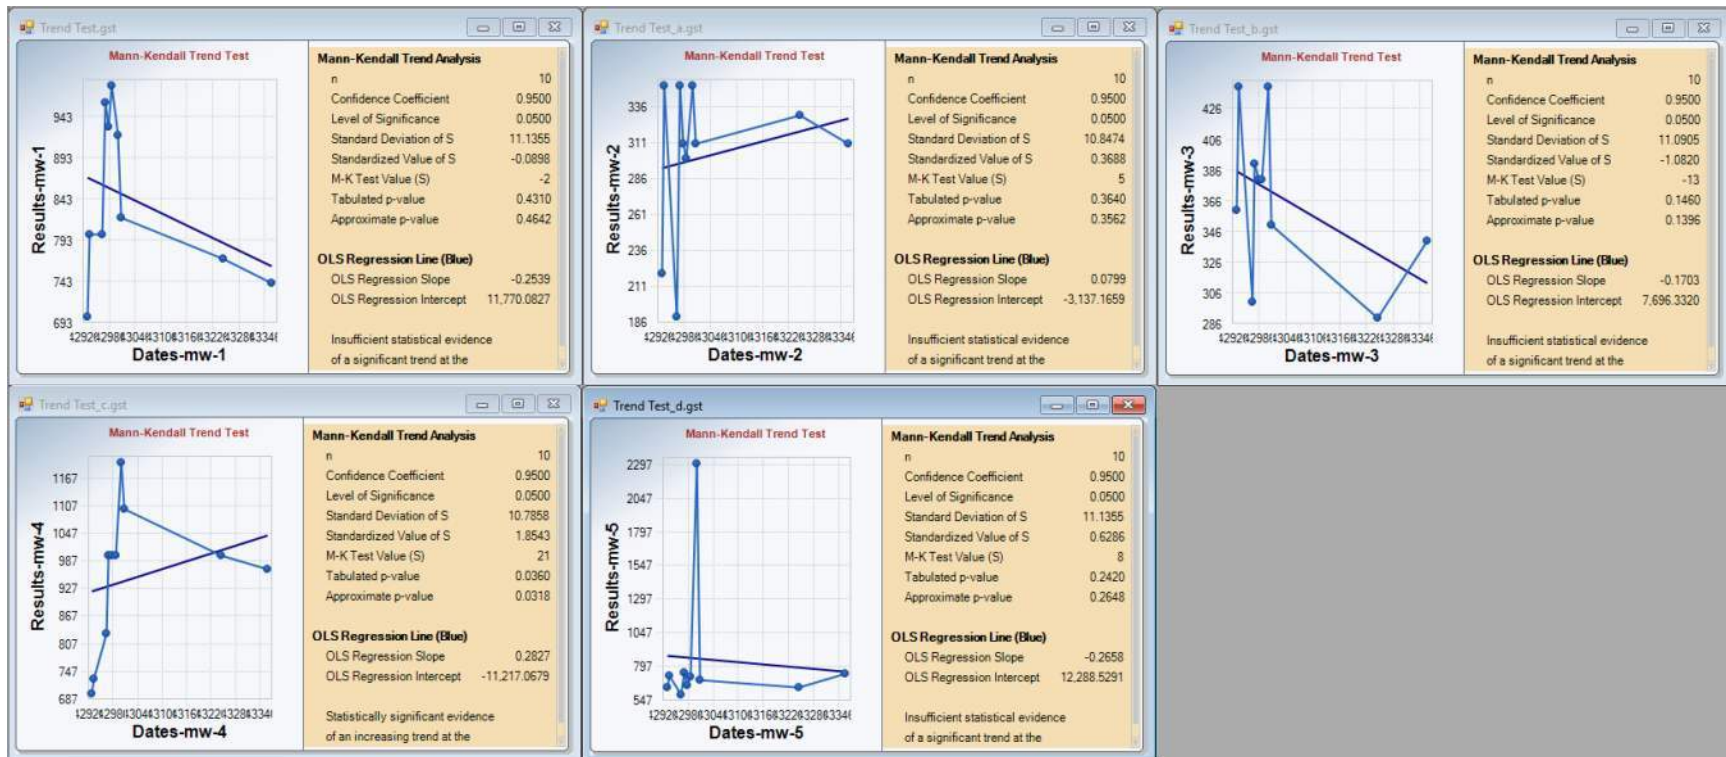 Trend Test.gst
Mann-Kendall Trend Test
943
893
843
793
743
693
Results-mw-1
Dates-mw-1
Mann-Kendall Trend Analysis
n 10
Confidence Coefficient 0.9500
Level of Significance 0.0500
Standard Deviation of S 11.1355
Standardized Value of S -0.0898
M-K Test Value (S) -2
Tabulated p-value 0.4310
Approximate p-value 0.4642
OLS Regression Line (Blue)
OLS Regression Slope -0.2539
OLS Regression Intercept 11,770.0827
Insufficient statistical evidence
of a significant trend at the
Trend Test_a.gst
Mann-Kendall Trend Test
336
311
286
261
236
211
186
Results-mw-2
Dates-mw-2
Mann-Kendall Trend Analysis
n 10
Confidence Coefficient 0.9500
Level of Significance 0.0500
Standard Deviation of S 10.8474
Standardized Value of S 0.3688
M-K Test Value (S) 5
Tabulated p-value 0.3640
Approximate p-value 0.3562
OLS Regression Line (Blue)
OLS Regression Slope 0.0799
OLS Regression Intercept -3,137.1659
Insufficient statistical evidence
of a significant trend at the
Trend Test_b.gst
Mann-Kendall Trend Test
426
406
386
366
346
326
306
286
Results-mw-3
Dates-mw-3
Mann-Kendall Trend Analysis
n 10
Confidence Coefficient 0.9500
Level of Significance 0.0500
Standard Deviation of S 11.0905
Standardized Value of S -1.0820
M-K Test Value (S) -13
Tabulated p-value 0.1460
Approximate p-value 0.1396
OLS Regression Line (Blue)
OLS Regression Slope -0.1703
OLS Regression Intercept 7,696.3320
Insufficient statistical evidence
of a significant trend at the
Trend Test_c.gst
Mann-Kendall Trend Test
1167
1107
1047
987
927
867
807
747
687
Results-mw-4
Dates-mw-4
Mann-Kendall Trend Analysis
n 10
Confidence Coefficient 0.9500
Level of Significance 0.0500
Standard Deviation of S 10.7858
Standardized Value of S 1.8543
M-K Test Value (S) 21
Tabulated p-value 0.0360
Approximate p-value 0.0318
OLS Regression Line (Blue)
OLS Regression Slope 0.2827
OLS Regression Intercept -11,217.0679
Statistically significant evidence
of an increasing trend at the
Trend Test_d.gst
Mann-Kendall Trend Test
2297
2047
1797
1547
1297
1047
797
547
Results-mw-5
Dates-mw-5
Mann-Kendall Trend Analysis
n 10
Confidence Coefficient 0.9500
Level of Significance 0.0500
Standard Deviation of S 11.1355
Standardized Value of S 0.6286
M-K Test Value (S) 8
Tabulated p-value 0.2420
Approximate p-value 0.2648
OLS Regression Line (Blue)
OLS Regression Slope -0.2658
OLS Regression Intercept 12,288.5291
Insufficient statistical evidence
of a significant trend at the